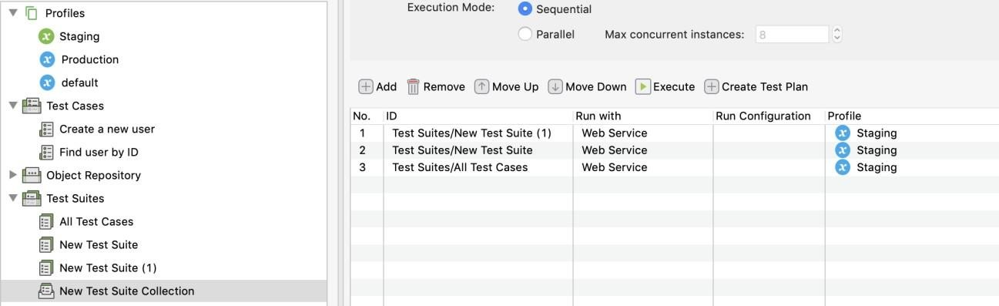 Profiles
Staging
Production
default
Test Cases
Create a new user
Find user by ID
Object Repository
Test Suites
All Test Cases
New Test Suite
New Test Suite (1)
New Test Suite Collection
Execution Mode: Sequential
Parallel Max concurrent instances: 8
Add Remove Move Up Move Down Execute Create Test Plan
No. ID Run with Run Configuration Profile
1 Test Suites/New Test Suite (1) Web Service x Staging
2 Test Suites/New Test Suite Web Service x Staging
3 Test Suites/All Test Cases Web Service x Staging